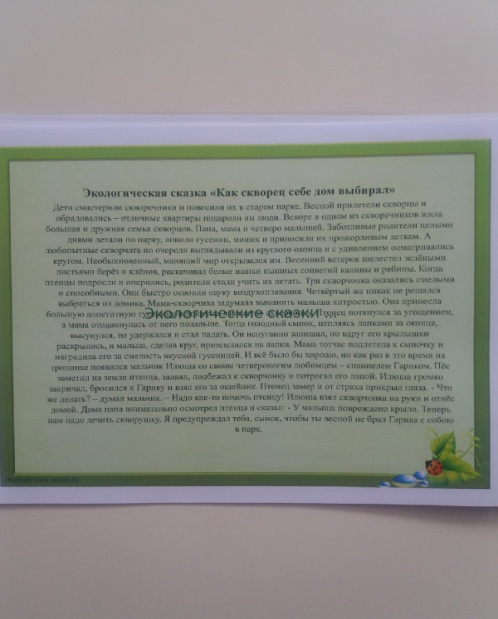 Экологическая сказка «Как скворец себе дом выбирал»
Дети смастерили скворечники и повесили их в старом парке. Весной прилетели скворцы и
обрадовались – отличные квартиры подарили им люди. Вскоре в одном из скворечников жила
большая и дружная семья скворцов. Папа, мама и четверо малышей. Заботливые родители целыми
днями летали по парку, ловили гусениц, мошек и приносили их прожорливым деткам. А
любопытные скворчата по очереди выглядывали из круглого оконца и с удивлением осматривались
кругом. Необыкновенный, манящий мир открывался им. Весенний ветерок шелестел зелёными
листьями берёз и клёнов, раскачивал белые шапки пышных соцветий калины и рябины. Когда
птенцы подросли и оперились, родители стали учить их летать. Три скворчонка оказались смелыми
и способными. Они быстро освоили науку воздухоплавания. Четвёртый же никак не решался
выбраться из домика. Мама-скворчиха задумала выманить малыша хитростью. Она принесла
большую аппетитную Птенец потянулся за угощением,
Экологические сказки
а мама отодвинулась от него подальше. Тогда голодный сынок, цепляясь лапками за оконце,
высунулся, не удержался и стал падать. Он испуганно запищал, но вдруг его крылышки
раскрылись, и малыш, сделав круг, приземлился на лапки. Мама тотчас подлетела к сыночку и
наградила его за смелость вкусной гусеницей. И всё было бы хорошо, но как раз в это время на
тропинке появился мальчик Илюша со своим четвероногим любимцем – спаниелем Гариком. Пёс
заметил на земле птенца, залаял, подбежал к скворчонку и потрогал его лапой. Илюша громко
закричал, бросился к Гарику и взял его за ошейник. Птенец замер и от страха прикрыл глаза. - Что
же делать? – думал мальчик. – Надо как-то помочь птенцу! Илюша взял скворчонка на руки и отнёс
домой. Дома папа внимательно осмотрел птенца и сказал: - У малыша повреждено крыло. Теперь
нам надо лечить скворушку. Я предупреждал тебя, сынок, чтобы ты весной не брал Гарика с собою
в парк.